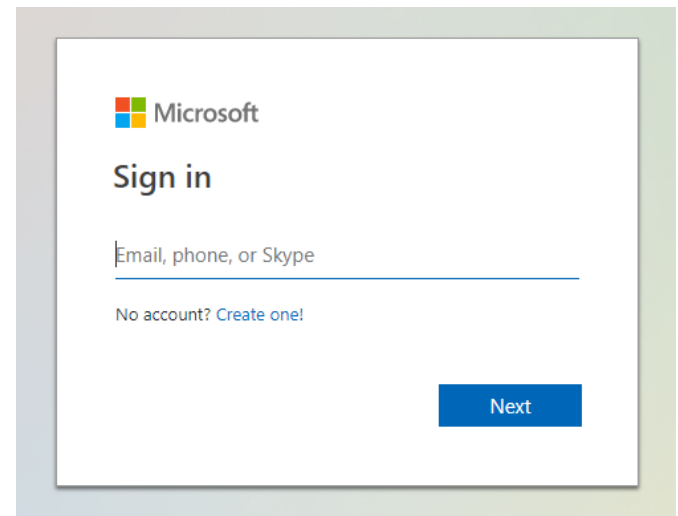 Microsoft
Sign in
Email, phone, or Skype
No account? Create one!
Next